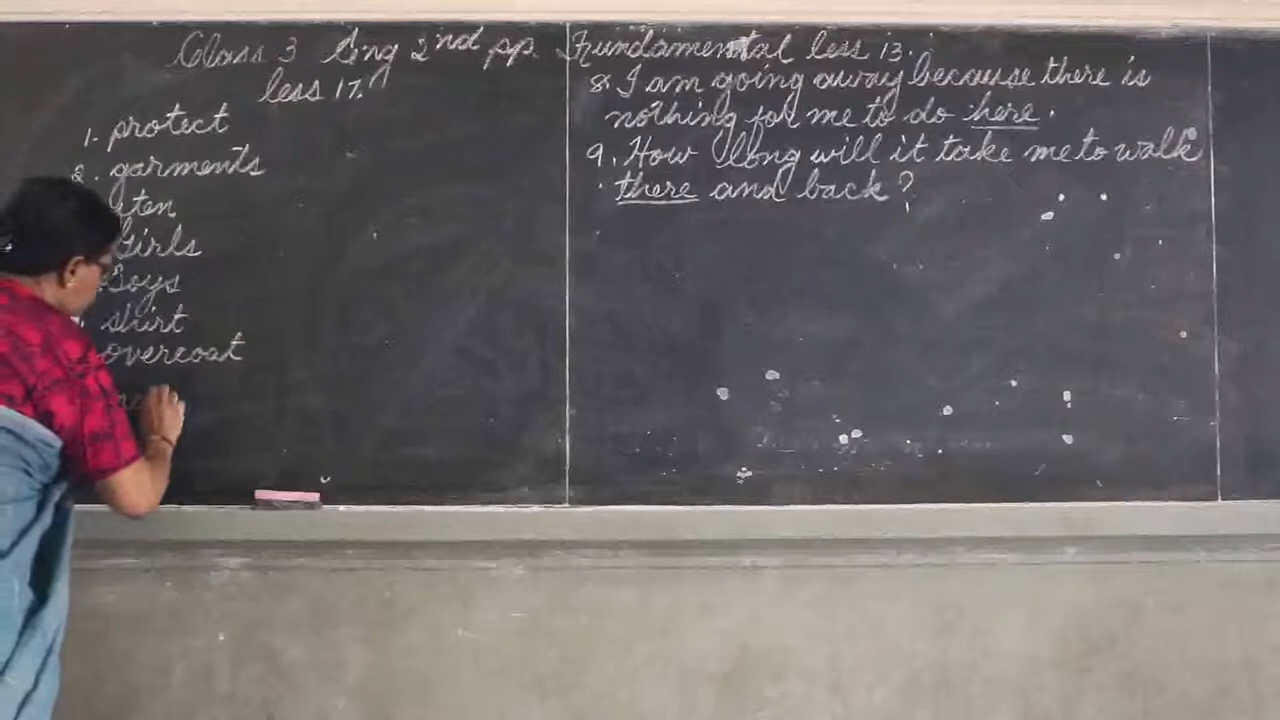 Class 3 Eng 2nd pp. Fundamental less 13.
less 17.
1. protect
2. garments
Girls
Boys
shirt
overcoat
8. I am going away because there is
nothing for me to do here.
9. How long will it take me to walk
there and back?